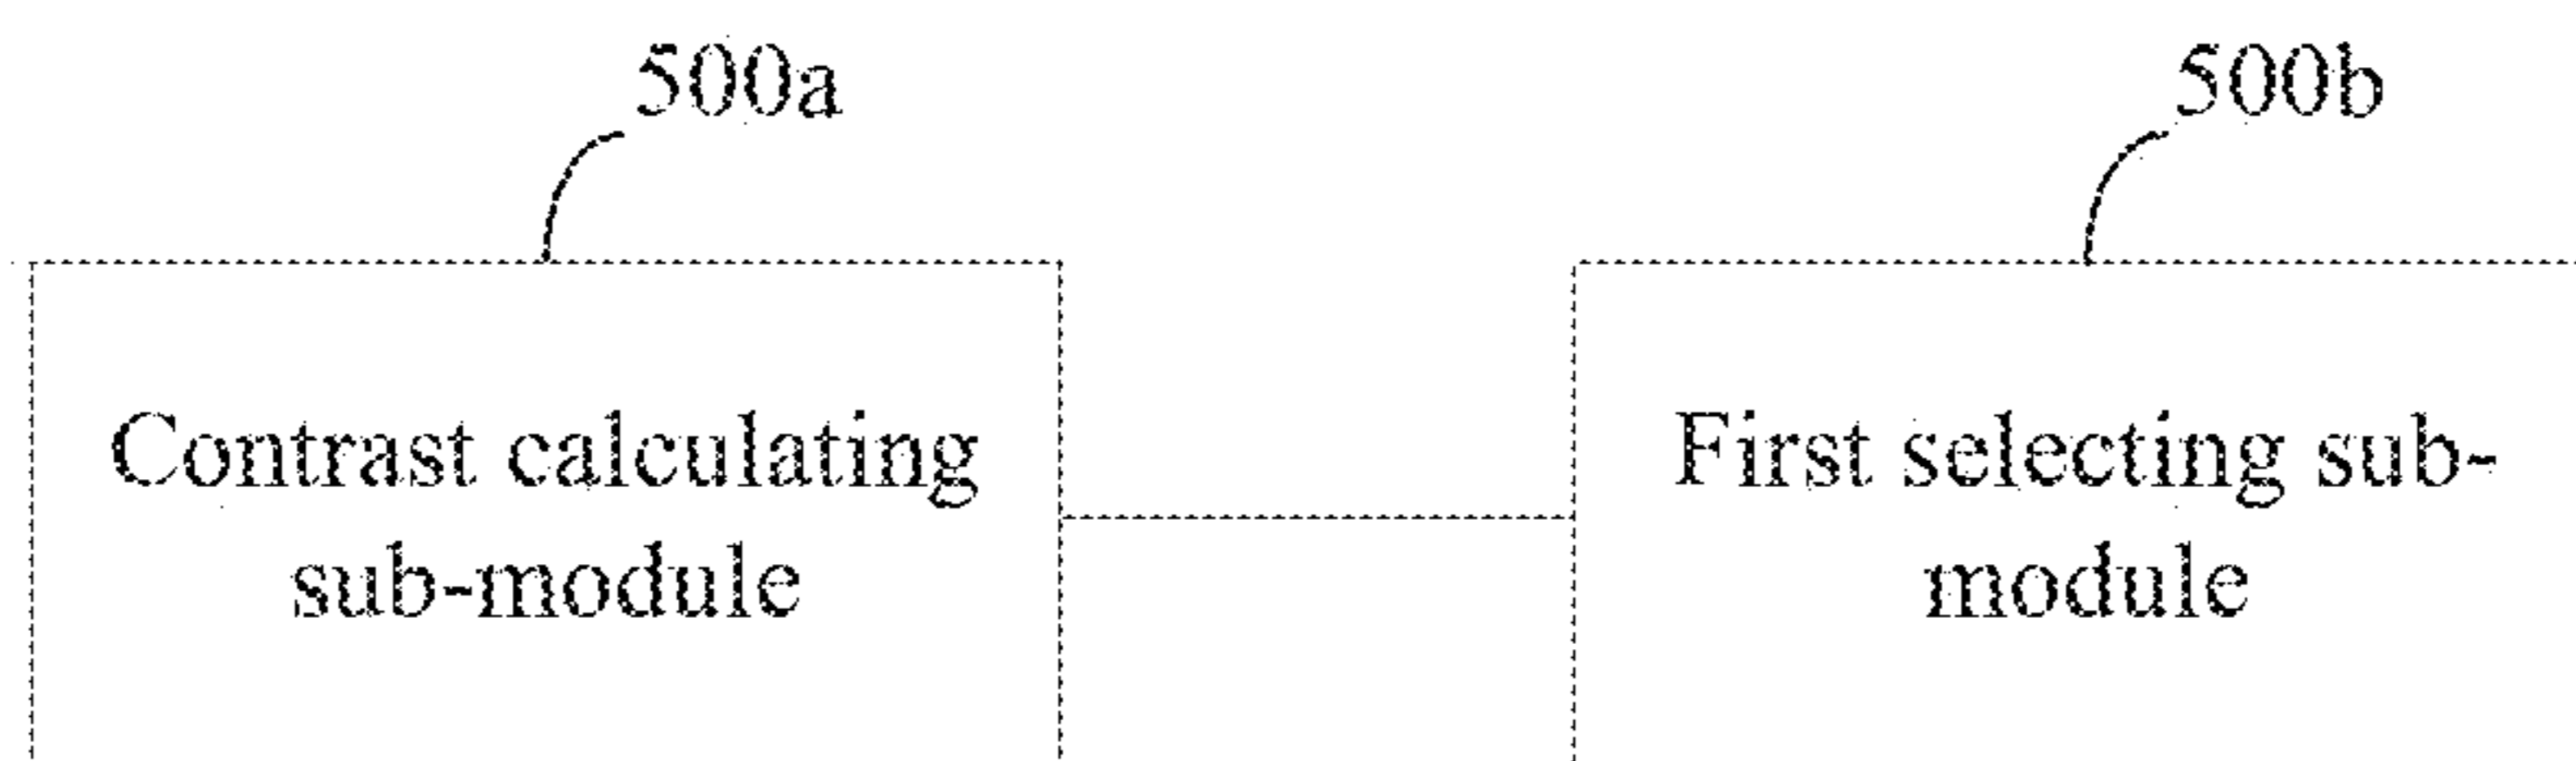 500a
500b
Contrast calculating
sub-module
First selecting sub-
module